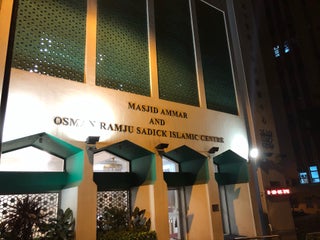 MASJID AMMAR
AND
OSMAN RAMJU SADICK ISLAMIC CENTRE